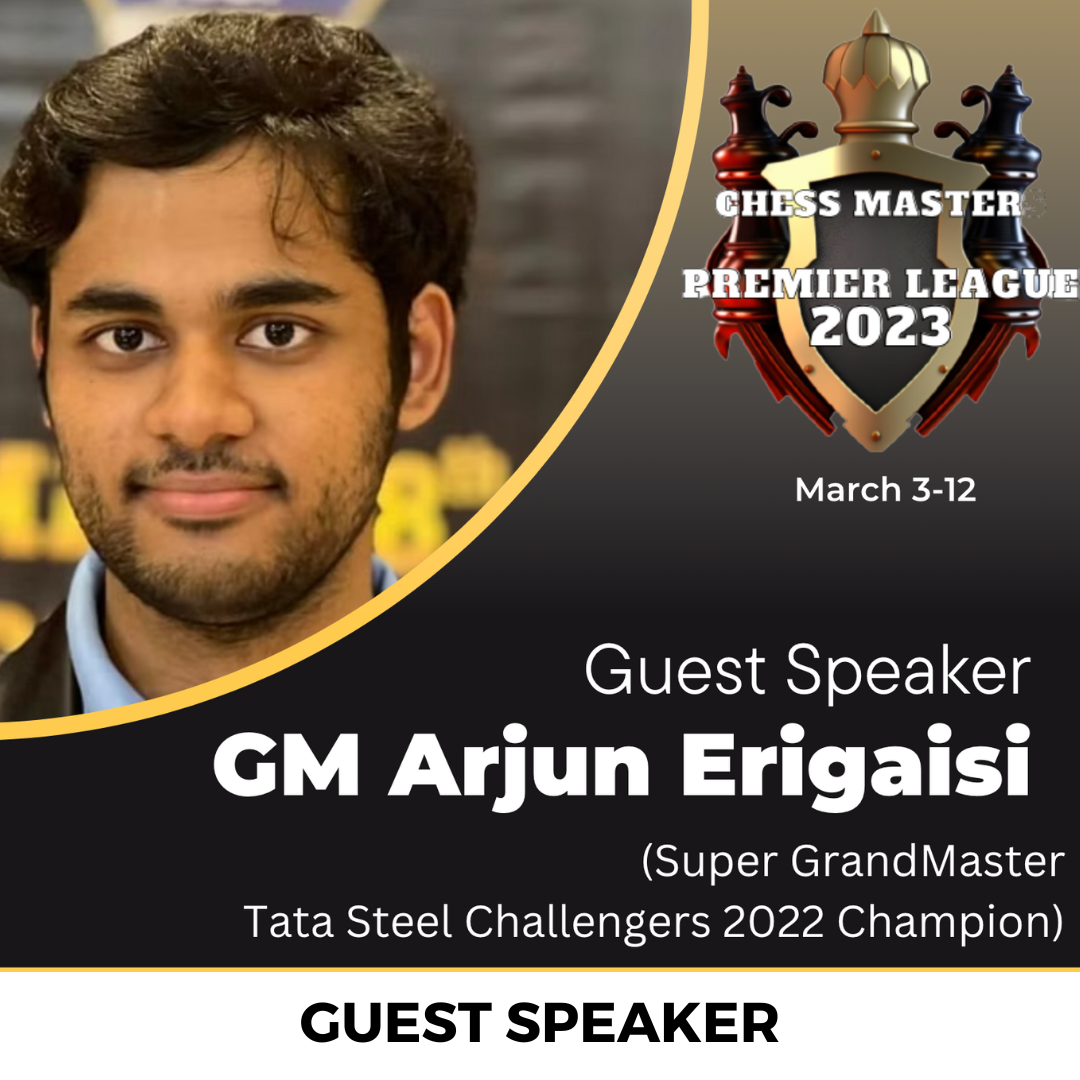 CHESS MASTER
PREMIER LEAGUE
2023
March 3-12
8th
Guest Speaker
GM Arjun Erigaisi
(Super GrandMaster
Tata Steel Challengers 2022 Champion)
GUEST SPEAKER